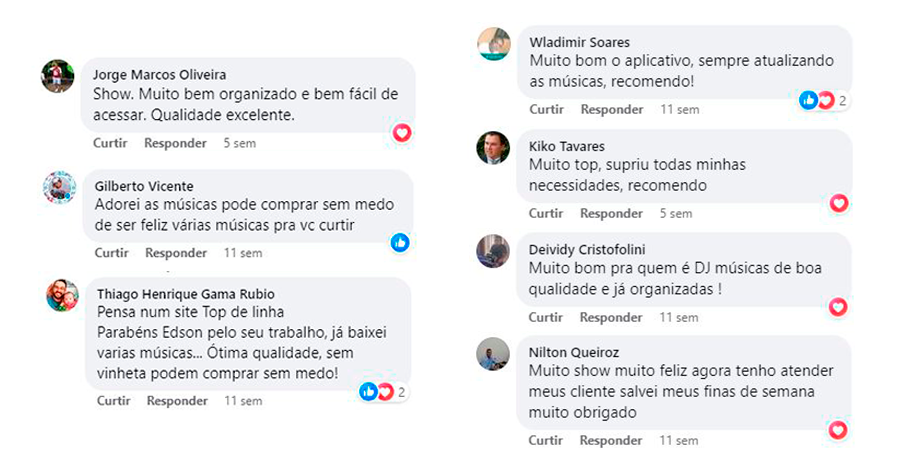 Jorge Marcos Oliveira
Show. Muito bem organizado e bem fácil de
acessar. Qualidade excelente.
Curtir Responder 5 sem
Gilberto Vicente
Adorei as músicas pode comprar sem medo
de ser feliz várias músicas pra vc curtir
Curtir Responder 11 sem
Thiago Henrique Gama Rubio
Pensa num site Top de linha
Parabéns Edson pelo seu trabalho, já baixei
varias músicas... Ótima qualidade, sem
vinheta podem comprar sem medo!
2
Curtir Responder 11 sem
Wladimir Soares
Muito bom o aplicativo, sempre atualizando
as músicas, recomendo!
Curtir Responder 11 sem 2
Kiko Tavares
Muito top, supriu todas minhas
necessidades, recomendo
Curtir Responder 5 sem
Deividy Cristofolini
Muito bom pra quem é DJ músicas de boa
qualidade e já organizadas !
Curtir Responder 11 sem
Nilton Queiroz
Muito show muito feliz agora tenho atender
meus cliente salvei meus finas de semana
muito obrigado
Curtir Responder 11 sem